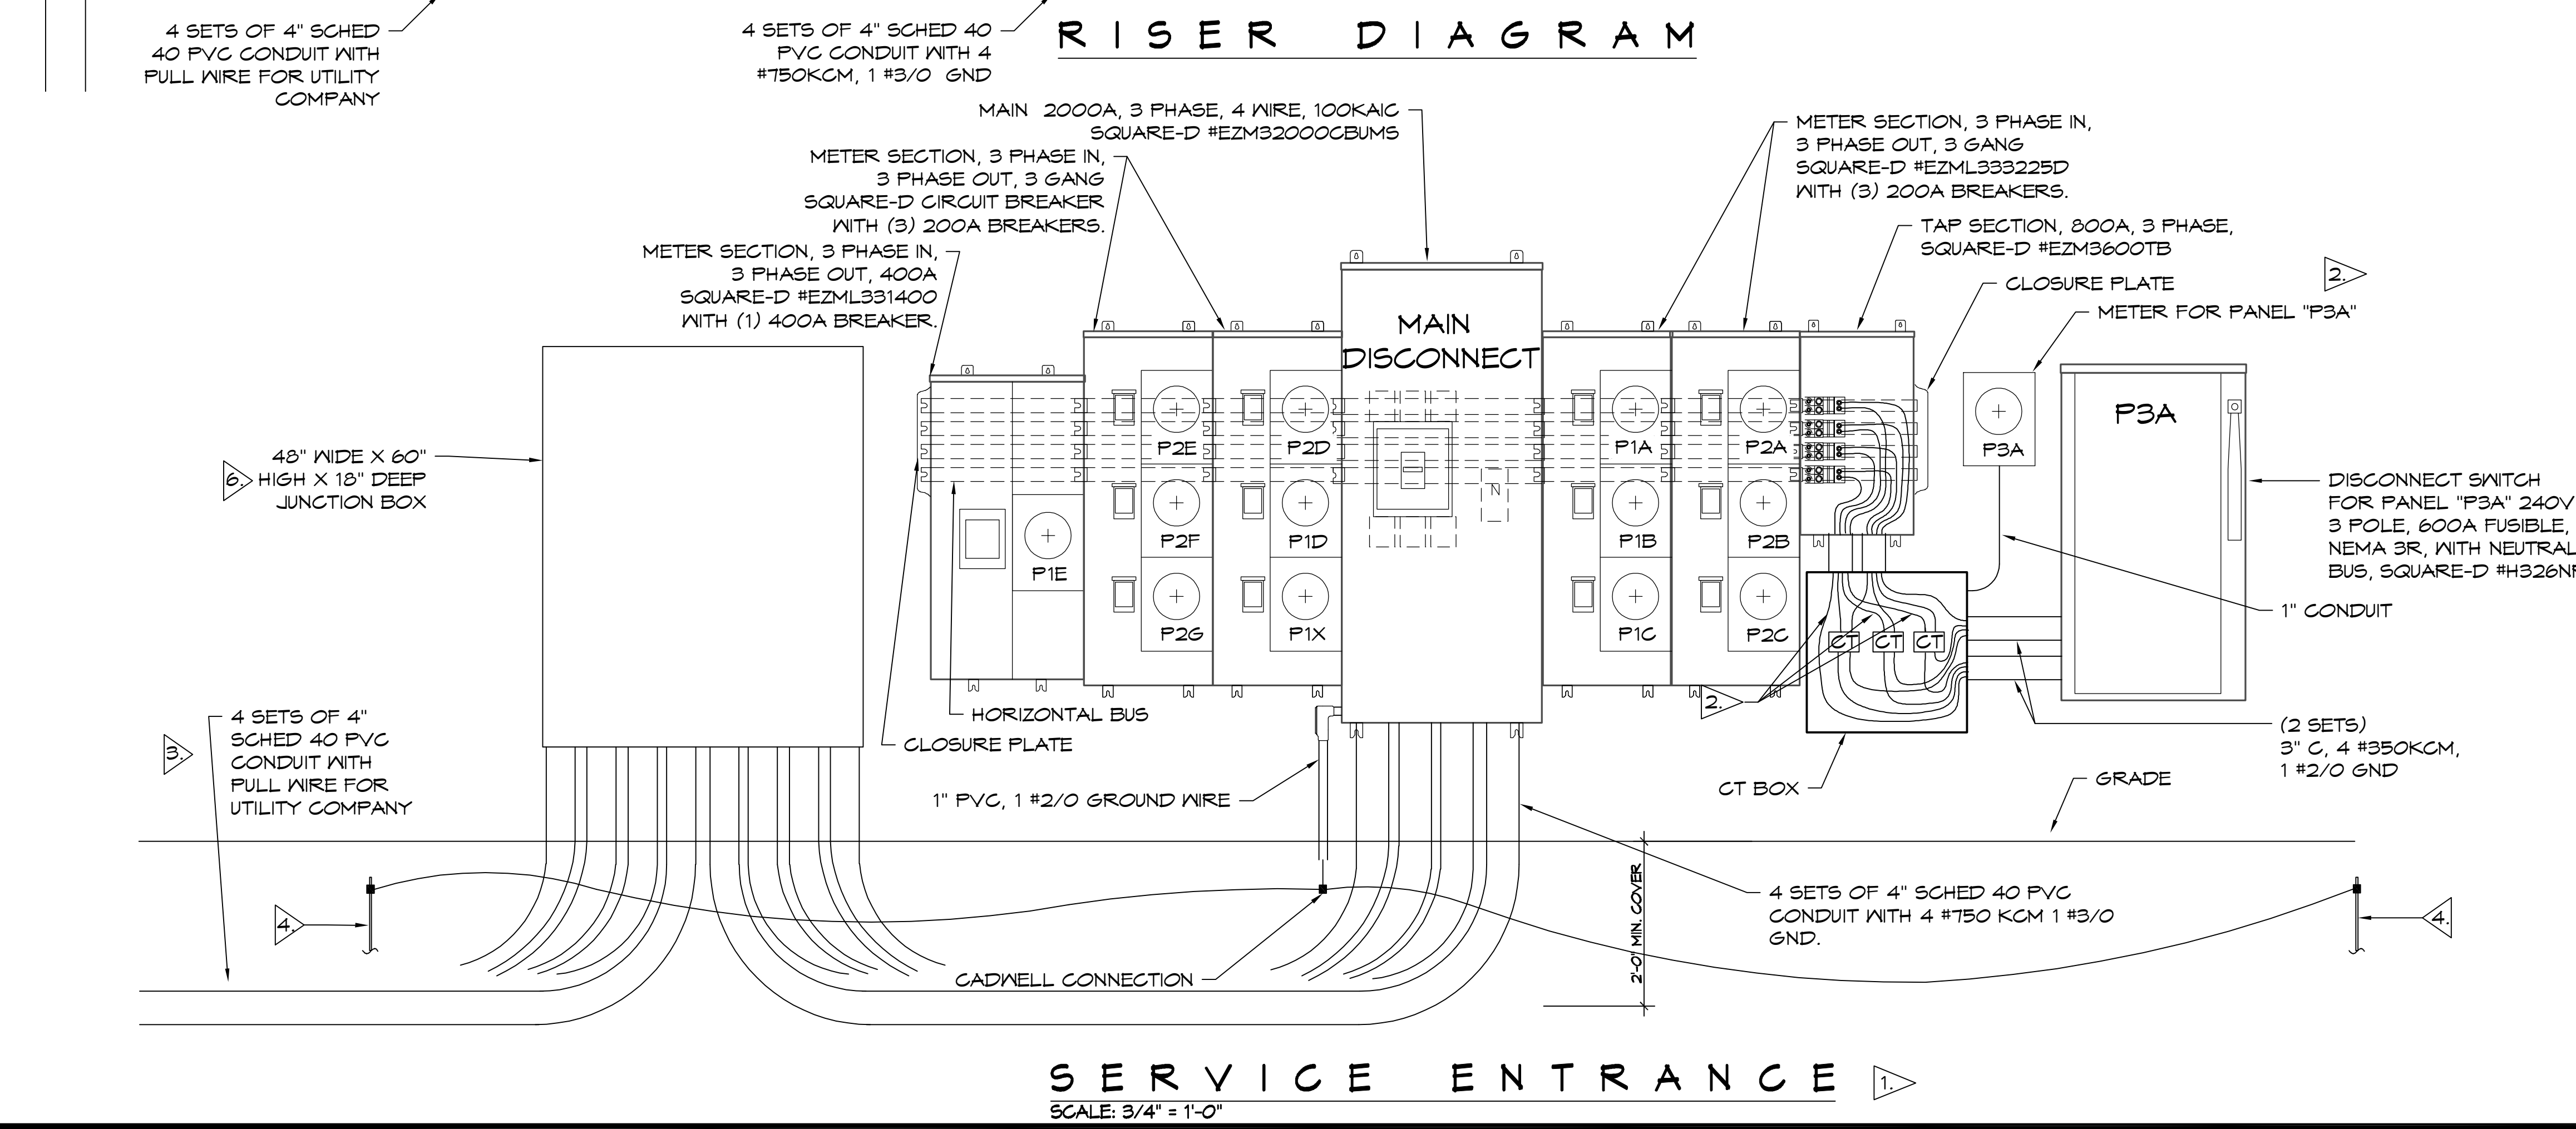 4 SETS OF 4" SCHED
40 PVC CONDUIT WITH
PULL WIRE FOR UTILITY
COMPANY
4 SETS OF 4" SCHED 40
PVC CONDUIT WITH 4
#750KCM, 1 #3/0 GND
RISER DIAGRAM
MAIN 2000A, 3 PHASE, 4 WIRE, 100KAIC
SQUARE-D #EZM32000CBUMS
METER SECTION, 3 PHASE IN,
3 PHASE OUT, 3 GANG
SQUARE-D CIRCUIT BREAKER
WITH (3) 200A BREAKERS.
METER SECTION, 3 PHASE IN,
3 PHASE OUT, 400A
SQUARE-D #EZML331400
WITH (1) 400A BREAKER.
METER SECTION, 3 PHASE IN,
3 PHASE OUT, 3 GANG
SQUARE-D #EZML333225D
WITH (3) 200A BREAKERS.
TAP SECTION, 800A, 3 PHASE,
SQUARE-D #EZM3600TB
2.
CLOSURE PLATE
METER FOR PANEL "P3A"
MAIN
DISCONNECT
P2E
P2D
P1A
P2A
P3A
P3A
P2F
P1D
N
P1B
P2B
P1E
P2G
P1X
P1C
P2C
CT
CT
CT
6.
48" WIDE X 60"
HIGH X 18" DEEP
JUNCTION BOX
DISCONNECT SWITCH
FOR PANEL "P3A" 240V
3 POLE, 600A FUSIBLE,
NEMA 3R, WITH NEUTRAL
BUS, SQUARE-D
1" CONDUIT
2.
HORIZONTAL BUS
CLOSURE PLATE
3.
4 SETS OF 4"
SCHED 40 PVC
CONDUIT WITH
PULL WIRE FOR
UTILITY COMPANY
(2 SETS)
3" C, 4 #350KCM,
1 #2/0 GND
1" PVC, 1 #2/0 GROUND WIRE
CT BOX
GRADE
2'-0" MIN. COVER
4 SETS OF 4" SCHED 40 PVC
CONDUIT WITH 4 #750 KCM 1 #3/0
GND.
4.
4.
CADWELL CONNECTION
SERVICE ENTRANCE
1.
SCALE: 3/4" = 1'-0"